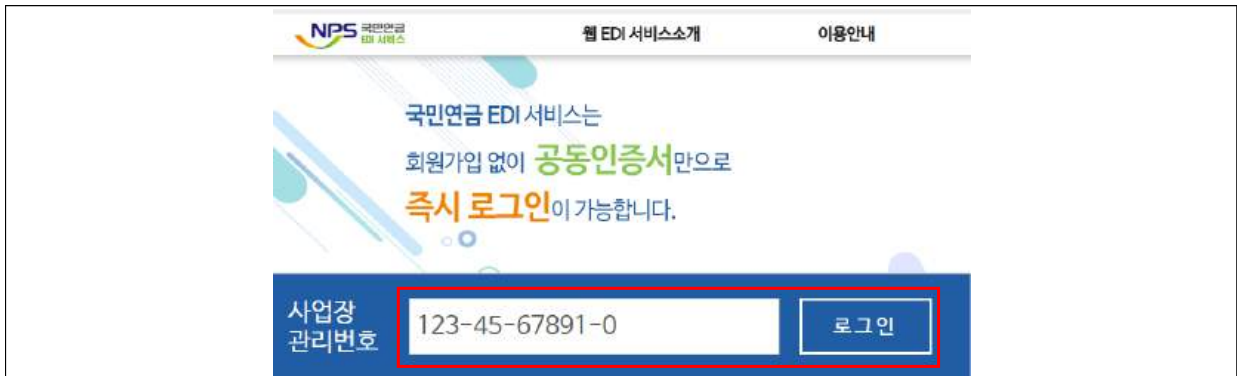 NPS 국민연금 EDI 서비스
웹 EDI 서비스소개
이용안내
국민연금 EDI 서비스는
회원가입 없이 공동인증서만으로
즉시 로그인이 가능합니다.
사업장
관리번호
123-45-67891-0
로그인